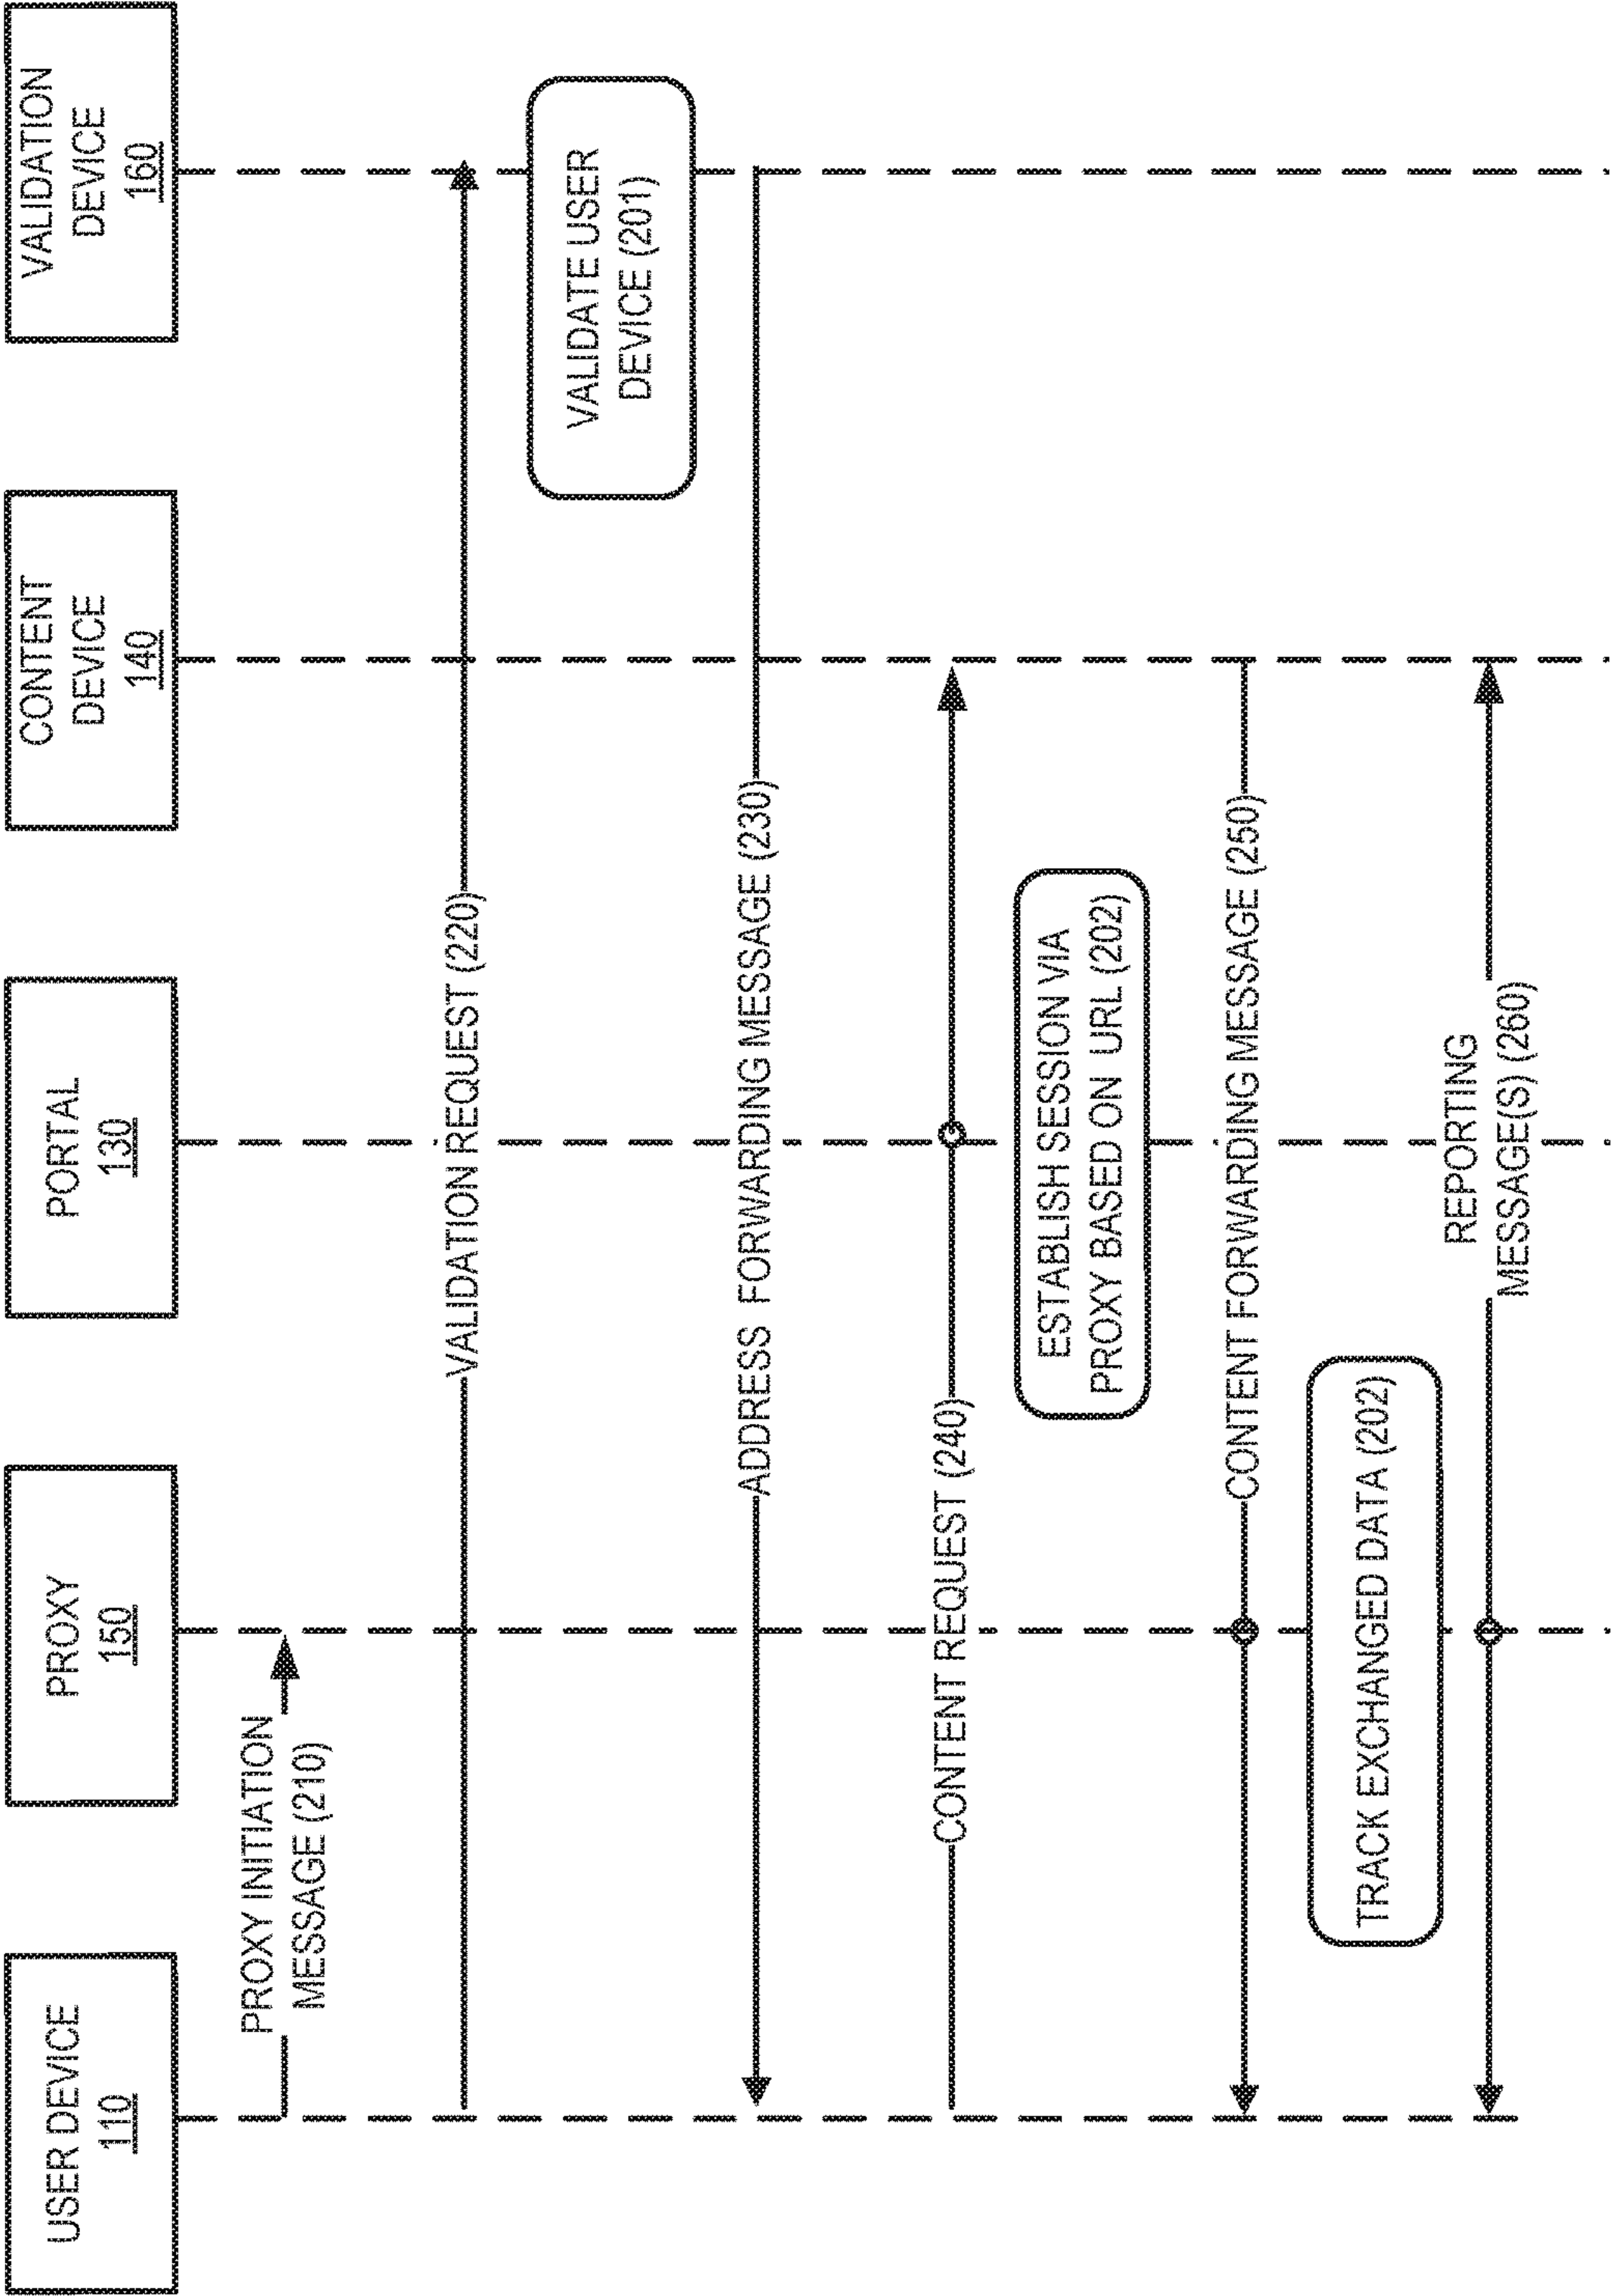 USER DEVICE
110
PROXY
150
PORTAL
130
CONTENT
DEVICE
140
VALIDATION
DEVICE
160
PROXY INITIATION
MESSAGE (210)
VALIDATION REQUEST (220)
VALIDATE USER
DEVICE (201)
ADDRESS FORWARDING MESSAGE (230)
CONTENT REQUEST (240)
ESTABLISH SESSION VIA
PROXY BASED ON URL (202)
CONTENT FORWARDING MESSAGE (250)
TRACK EXCHANGED DATA (202)
REPORTING
MESSAGE(S) (260)